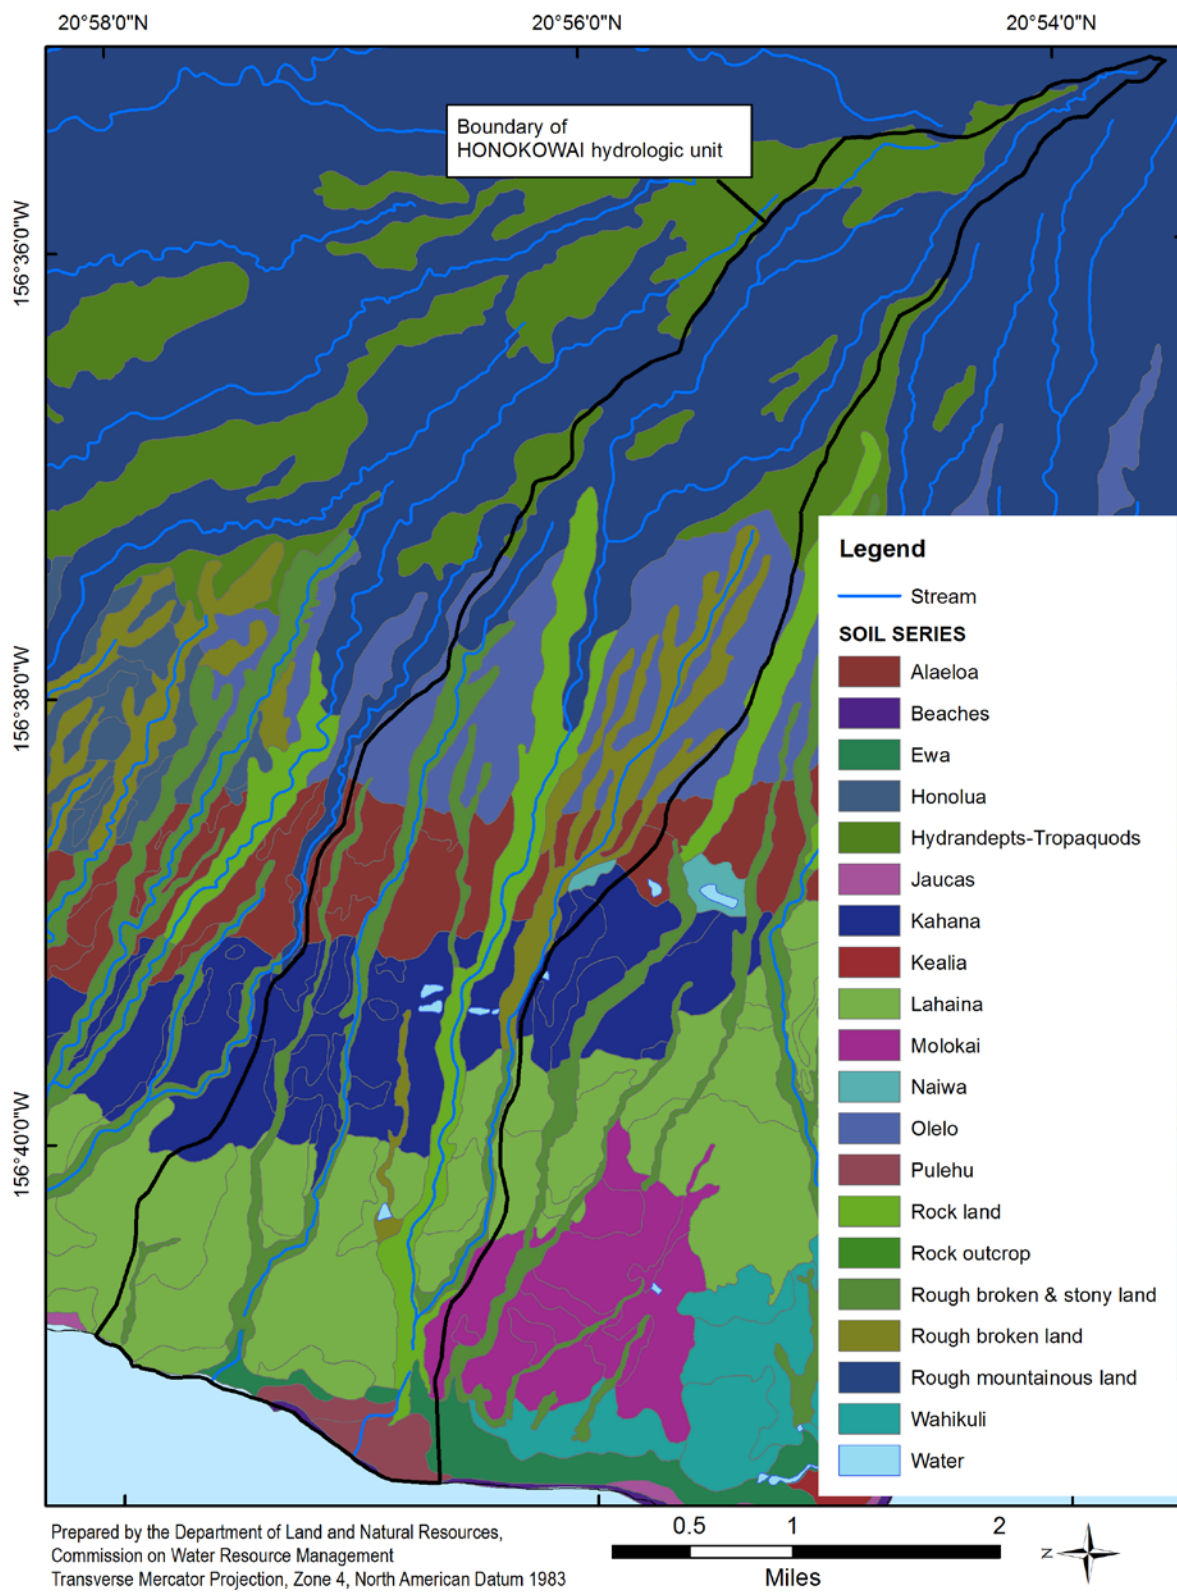 20°58'0"N
20°56'0"N
20°54'0"N
Boundary of
HONOKOWAI hydrologic unit
156°36'0"W
156°38'0"W
156°40'0"W
Legend
Stream
SOIL SERIES
Alaeloa
Beaches
Ewa
Honolua
Hydrandepts-Tropaquods
Jaucas
Kahana
Kealia
Lahaina
Molokai
Naiwa
Olelo
Pulehu
Rock land
Rock outcrop
Rough broken & stony land
Rough broken land
Rough mountainous land
Wahikuli
Water
Prepared by the Department of Land and Natural Resources,
Commission on Water Resource Management
Transverse Mercator Projection, Zone 4, North American Datum 1983
0.5 1 2
Miles
N